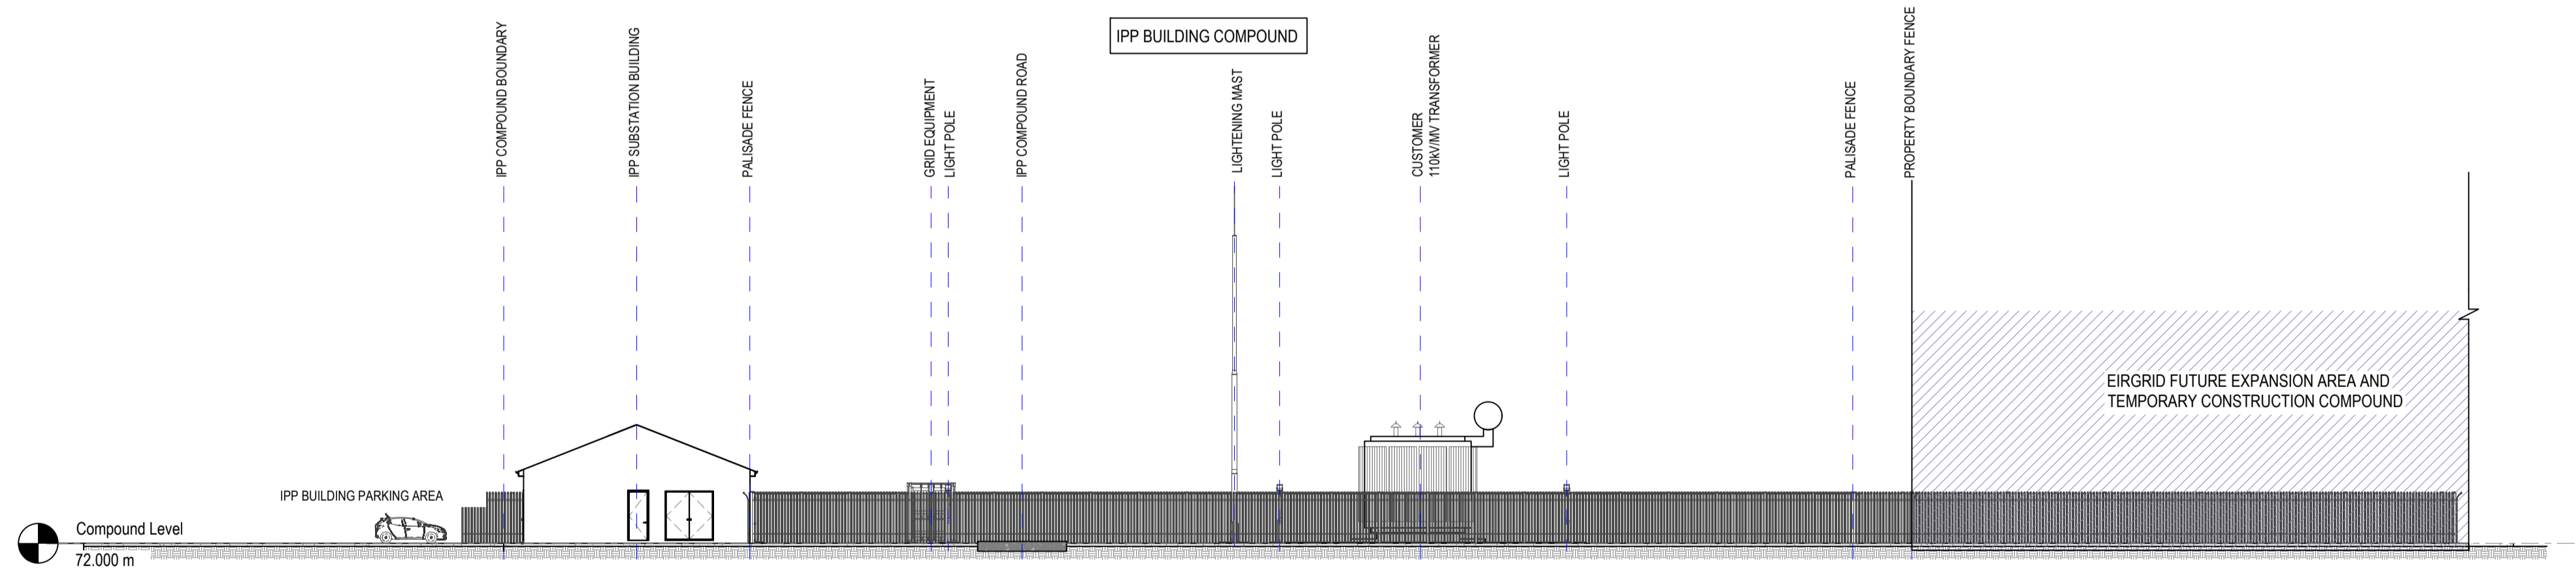 IPP BUILDING COMPOUND
IPP COMPOUND BOUNDARY
IPP SUBSTATION BUILDING
PALISADE FENCE
GRID EQUIPMENT
LIGHT POLE
IPP COMPOUND ROAD
LIGHTENING MAST
LIGHT POLE
CUSTOMER
110kV/MV TRANSFORMER
LIGHT POLE
PALISADE FENCE
PROPERTY BOUNDARY FENCE
EIRGRID FUTURE EXPANSION AREA AND
TEMPORARY CONSTRUCTION COMPOUND
IPP BUILDING PARKING AREA
Compound Level
72.000 m